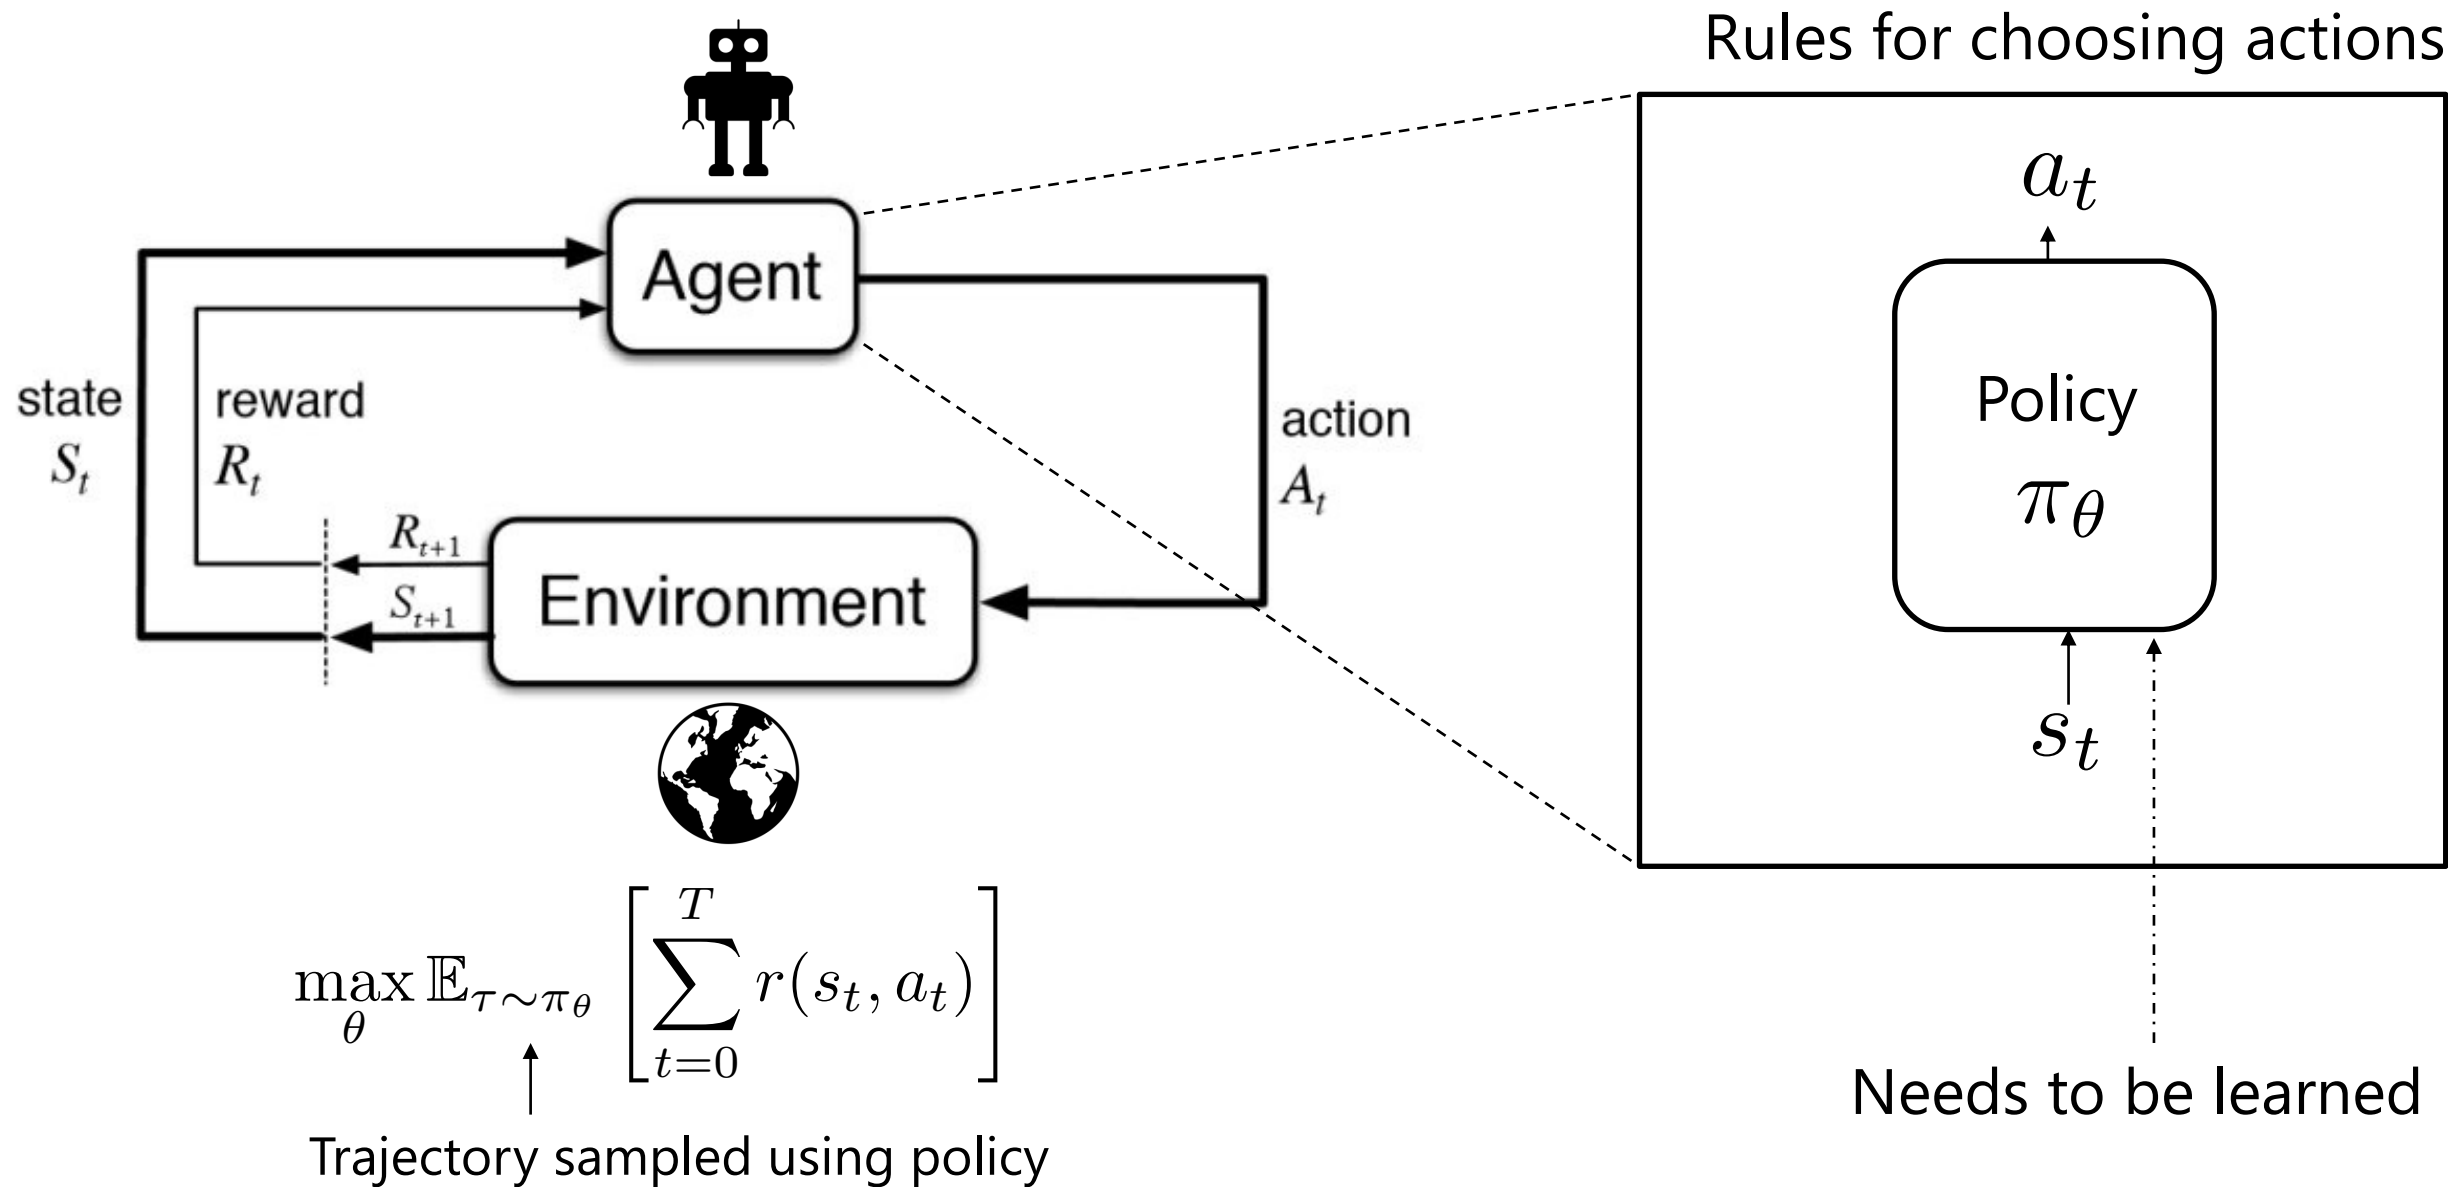 Rules for choosing actions
Agent
state
S_t
reward
R_t
action
A_t
R_{t+1}
S_{t+1}
Environment
a_t
Policy
π_θ
s_t
max_θ 𝔼_{τ∼π_θ} [∑_{t=0}^{T} r(s_t, a_t)]
Trajectory sampled using policy
Needs to be learned